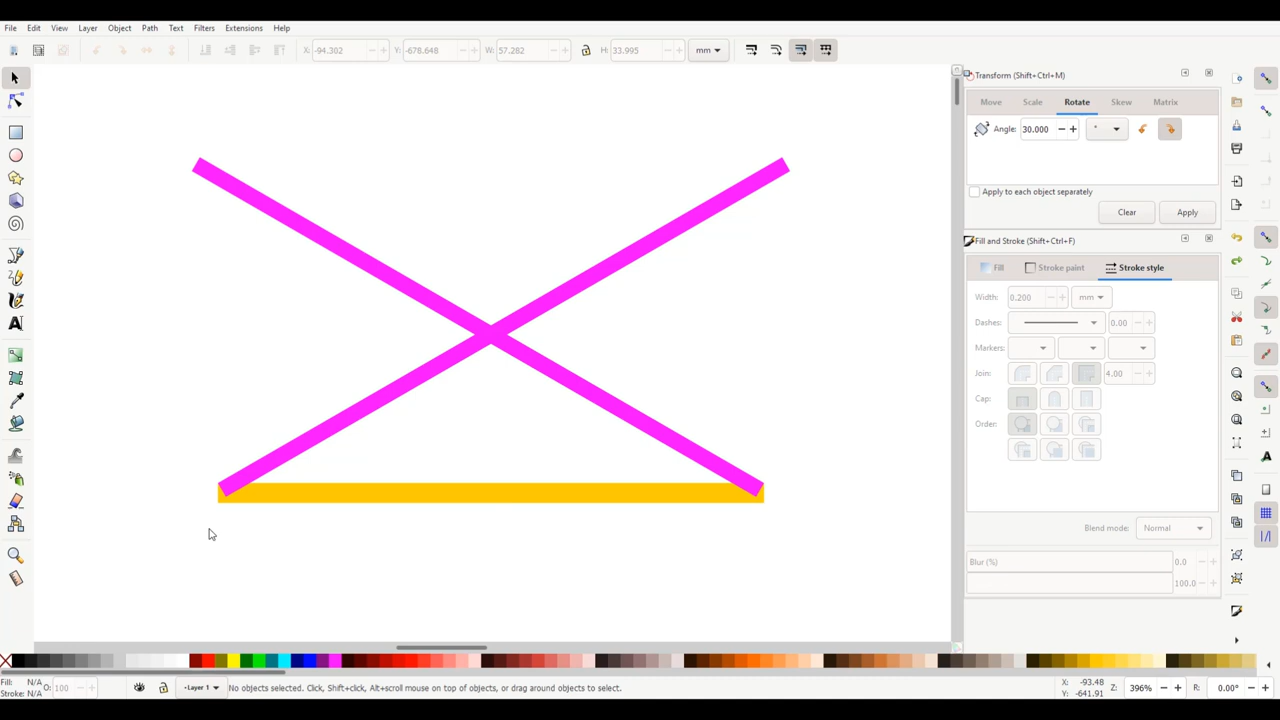 File Edit View Layer Object Path Text Filters Extensions Help
X: -94.302 Y: -678.648 W: 57.282 H: 33.995 mm
Transform (Shift+Ctrl+M)
Move Scale Rotate Skew Matrix
Angle: 30.000 °
Apply to each object separately
Clear Apply
Fill and Stroke (Shift+Ctrl+F)
Fill Stroke paint Stroke style
Width: 0.200 mm
Dashes: 0.00
Markers:
Join: 4.00
Cap:
Order:
Blend mode: Normal
Blur (%) 0.0
100.0
Fill: N/A
Stroke: N/A
O: 100
Layer 1
No objects selected. Click, Shift+click, Alt+scroll mouse on top of objects, or drag around objects to select.
X: -93.48
Y: -641.91
Z: 396%
R: 0.00°